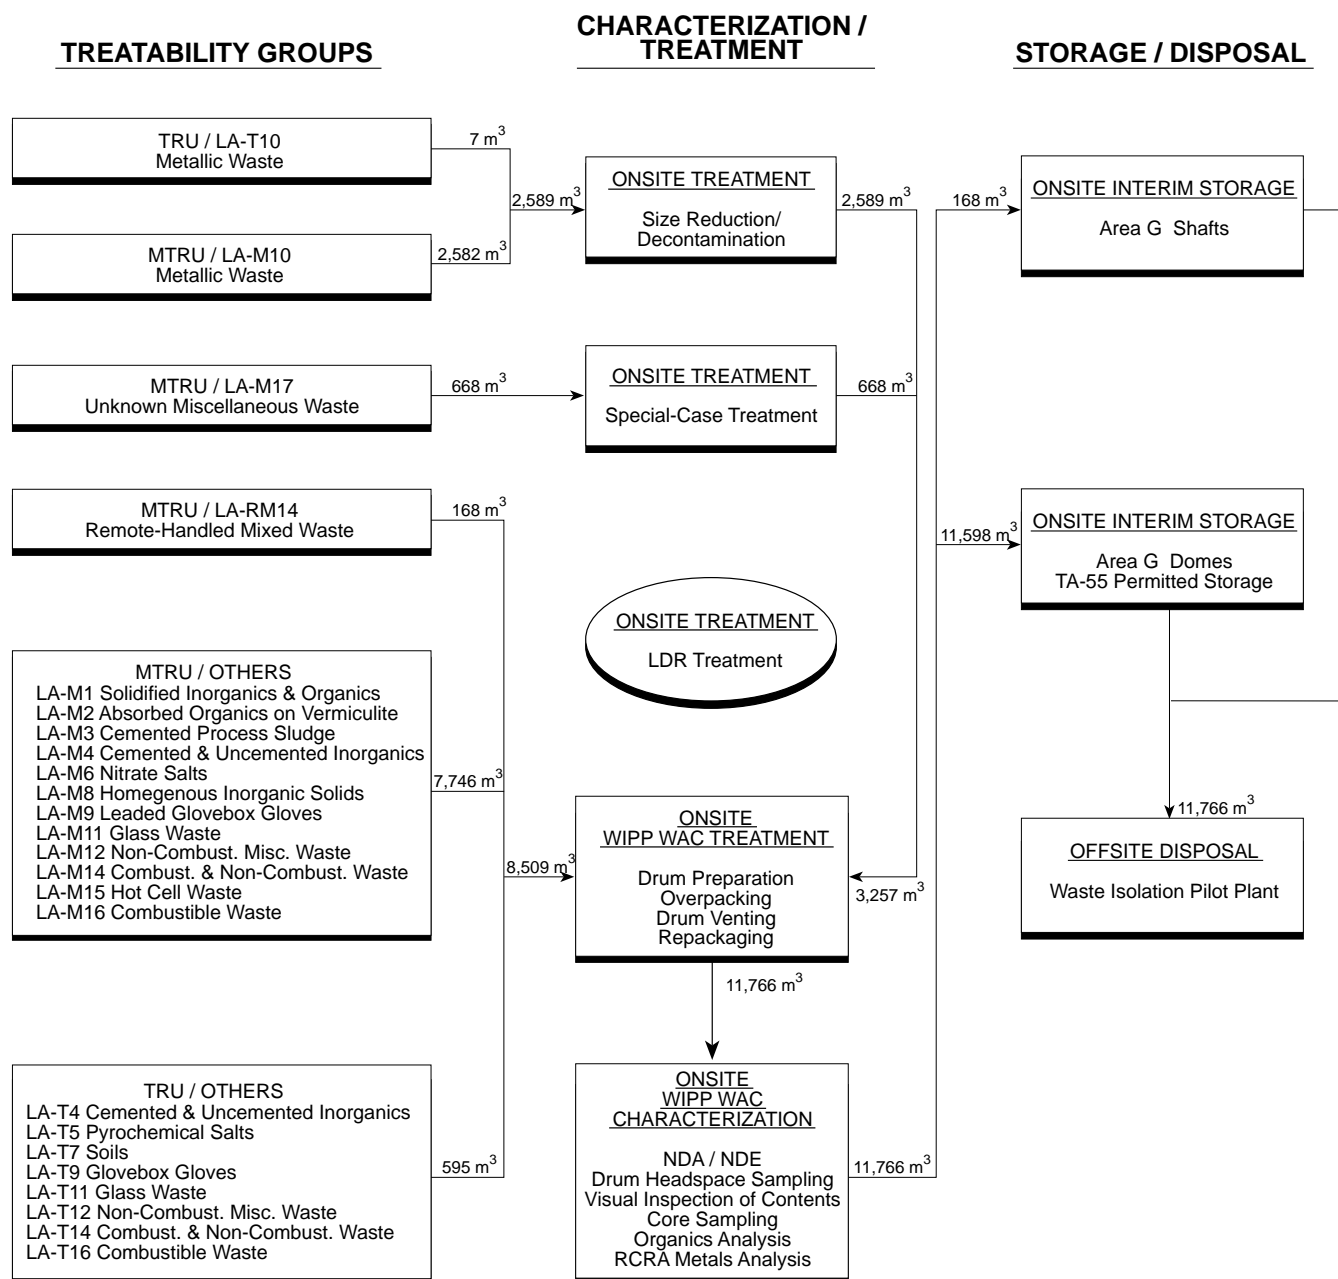 TREATABILITY GROUPS
CHARACTERIZATION /
TREATMENT
STORAGE / DISPOSAL
TRU / LA-T10
Metallic Waste
7 m³
MTRU / LA-M10
Metallic Waste
2,582 m³
2,589 m³
ONSITE TREATMENT
Size Reduction/
Decontamination
2,589 m³
168 m³
ONSITE INTERIM STORAGE
Area G Shafts
MTRU / LA-M17
Unknown Miscellaneous Waste
668 m³
ONSITE TREATMENT
Special-Case Treatment
668 m³
MTRU / LA-RM14
Remote-Handled Mixed Waste
168 m³
11,598 m³
ONSITE INTERIM STORAGE
Area G Domes
TA-55 Permitted Storage
ONSITE TREATMENT
LDR Treatment
MTRU / OTHERS
LA-M1 Solidified Inorganics & Organics
LA-M2 Absorbed Organics on Vermiculite
LA-M3 Cemented Process Sludge
LA-M4 Cemented & Uncemented Inorganics
LA-M6 Nitrate Salts
LA-M8 Homegenous Inorganic Solids
LA-M9 Leaded Glovebox Gloves
LA-M11 Glass Waste
LA-M12 Non-Combust. Misc. Waste
LA-M14 Combust. & Non-Combust. Waste
LA-M15 Hot Cell Waste
LA-M16 Combustible Waste
7,746 m³
8,509 m³
ONSITE
WIPP WAC TREATMENT
Drum Preparation
Overpacking
Drum Venting
Repackaging
3,257 m³
11,766 m³
11,766 m³
OFFSITE DISPOSAL
Waste Isolation Pilot Plant
TRU / OTHERS
LA-T4 Cemented & Uncemented Inorganics
LA-T5 Pyrochemical Salts
LA-T7 Soils
LA-T9 Glovebox Gloves
LA-T11 Glass Waste
LA-T12 Non-Combust. Misc. Waste
LA-T14 Combust. & Non-Combust. Waste
LA-T16 Combustible Waste
595 m³
ONSITE
WIPP WAC
CHARACTERIZATION
NDA / NDE
Drum Headspace Sampling
Visual Inspection of Contents
Core Sampling
Organics Analysis
RCRA Metals Analysis
11,766 m³